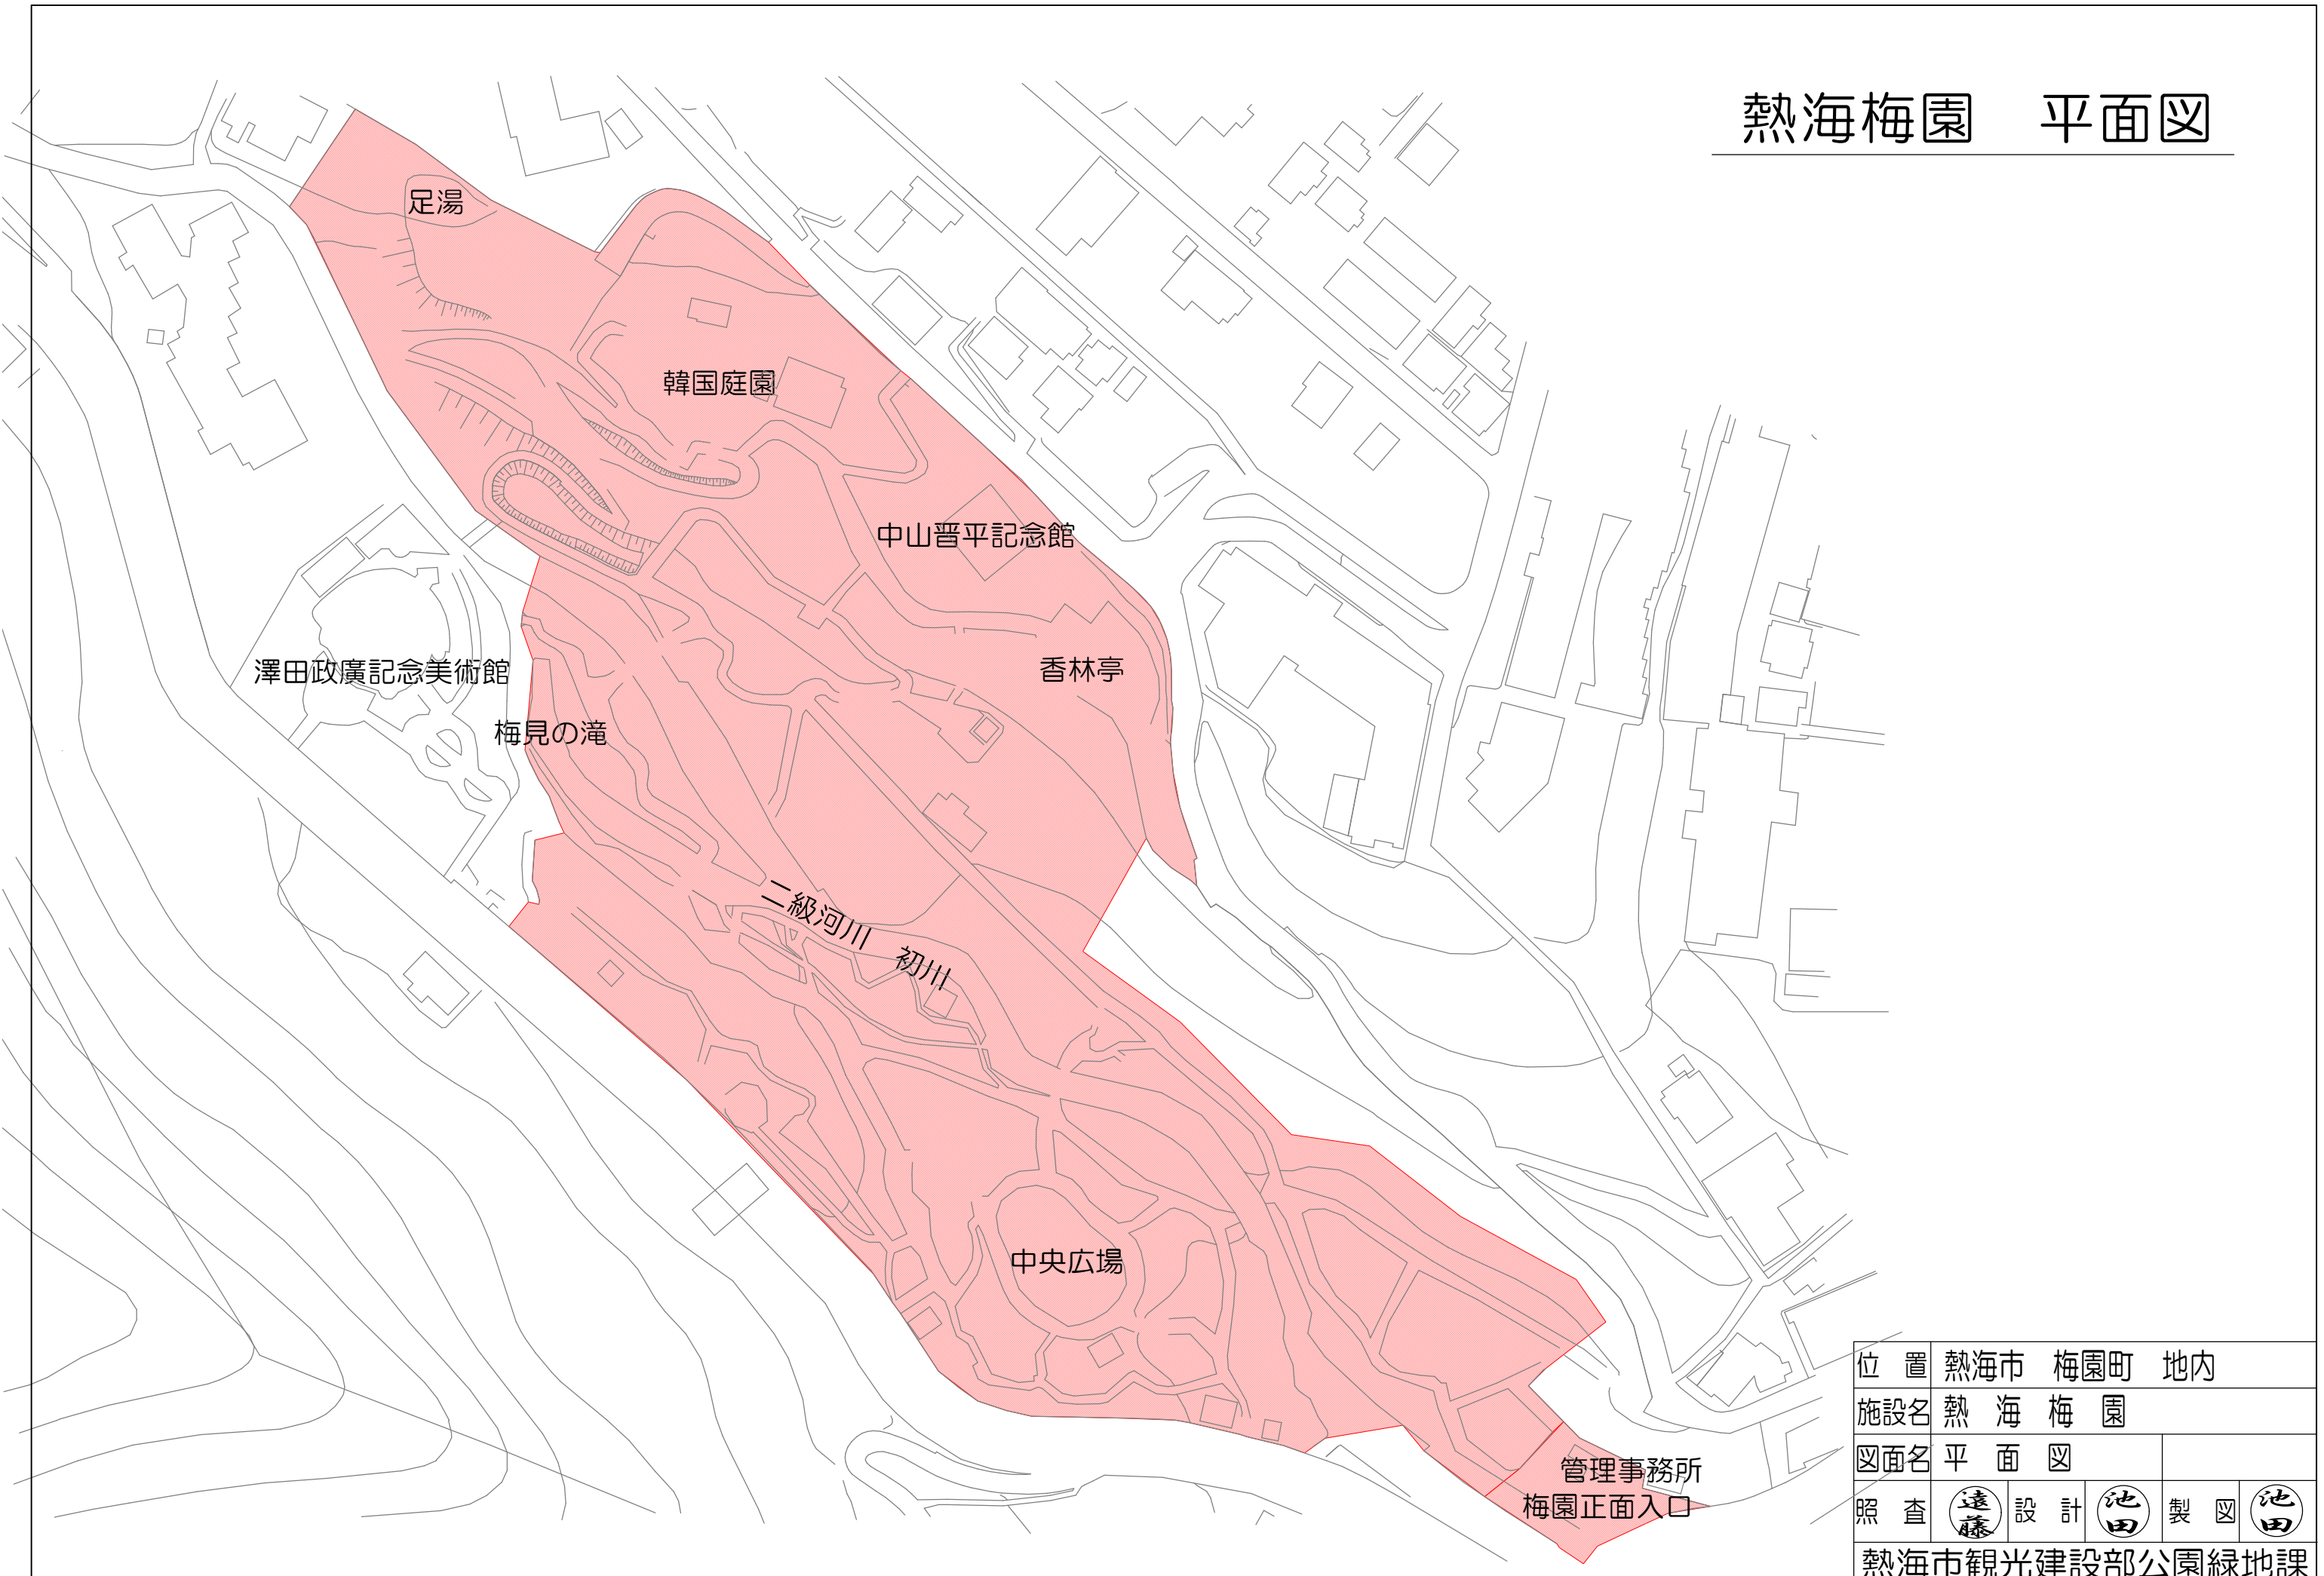 熱海梅園　平面図
足湯
韓国庭園
中山晋平記念館
香林亭
澤田政廣記念美術館
梅見の滝
二級河川　初川
中央広場
管理事務所
梅園正面入口
位　置　熱海市　梅園町　地内
施設名　熱　海　梅　園
図面名　平　面　図
照　査　遠藤　設　計　池田　製　図　池田
熱海市観光建設部公園緑地課